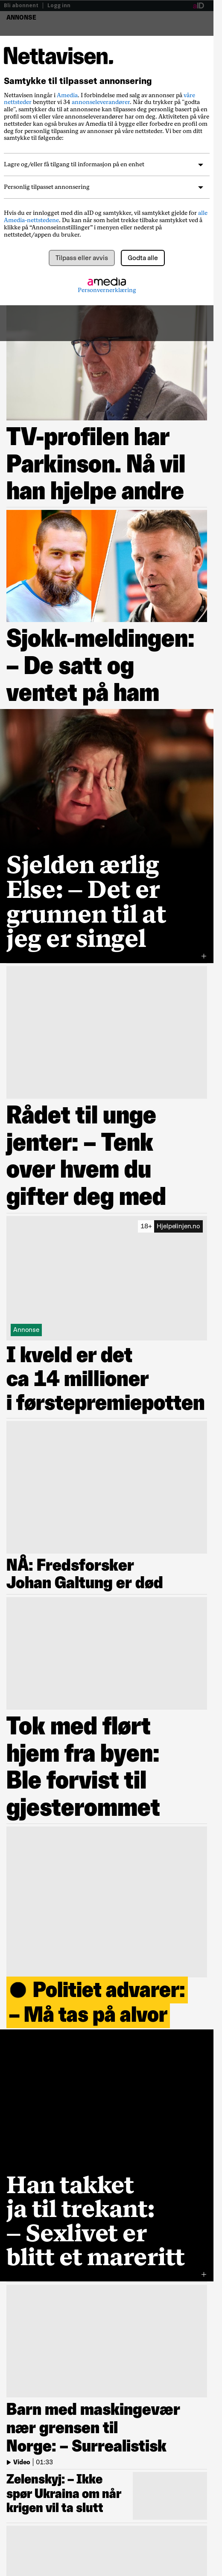 Bli abonnent | Logg inn
aID
ANNONSE
Nettavisen.
Samtykke til tilpasset annonsering
Nettavisen inngår i Amedia. I forbindelse med salg av annonser på våre
nettsteder benytter vi 34 annonseleverandører. Når du trykker på "godta
alle", samtykker du til at annonsene kan tilpasses deg personlig basert på en
profil som vi eller våre annonseleverandører har om deg. Aktiviteten på våre
nettsteder kan også brukes av Amedia til å bygge eller forbedre en profil om
deg for personlig tilpasning av annonser på våre nettsteder. Vi ber om ditt
samtykke til følgende:
Lagre og/eller få tilgang til informasjon på en enhet
Personlig tilpasset annonsering
Hvis du er innlogget med din aID og samtykker, vil samtykket gjelde for alle
Amedia-nettstedene. Du kan når som helst trekke tilbake samtykket ved å
klikke på “Annonseinnstillinger” i menyen eller nederst på
nettstedet/appen du bruker.
Tilpass eller avvis
Godta alle
amedia
Personvernerklæring
TV-profilen har
Parkinson. Nå vil
han hjelpe andre
Sjokk-meldingen:
– De satt og
ventet på ham
Sjelden ærlig
Else: – Det er
grunnen til at
jeg er singel
+
Rådet til unge
jenter: – Tenk
over hvem du
gifter deg med
18+ Hjelpelinjen.no
Annonse
I kveld er det
ca 14 millioner
i førstepremiepotten
NÅ: Fredsforsker
Johan Galtung er død
Tok med flørt
hjem fra byen:
Ble forvist til
gjesterommet
● Politiet advarer:
– Må tas på alvor
Han takket
ja til trekant:
– Sexlivet er
blitt et mareritt
+
Barn med maskingevær
nær grensen til
Norge: – Surrealistisk
Video | 01:33
Zelenskyj: – Ikke
spør Ukraina om når
krigen vil ta slutt